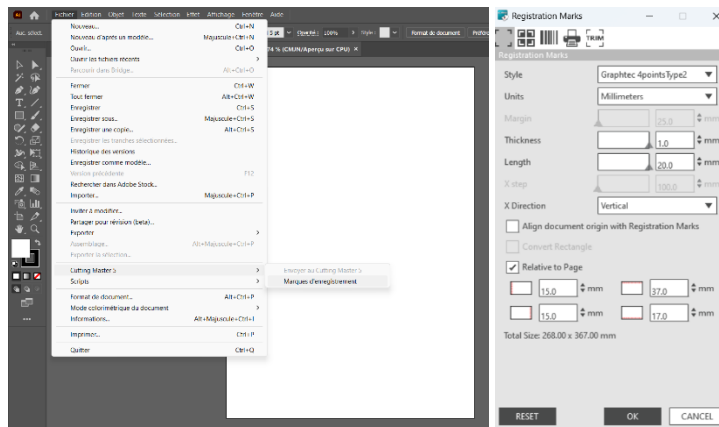 Fichier Edition Objet Texte Sélection Effet Affichage Fenêtre Aide
Auc. sélect.
3 pt
Opacité : 100%
Style :
Format de document
Préfér
74 % (CMJN/Aperçu sur CPU) ×
Nouveau... Ctrl+N
Nouveau d'après un modèle... Majuscule+Ctrl+N
Ouvrir... Ctrl+O
Ouvrir les fichiers récents
Parcourir dans Bridge... Alt+Ctrl+O
Fermer Ctrl+W
Tout fermer Alt+Ctrl+W
Enregistrer Ctrl+S
Enregistrer sous... Majuscule+Ctrl+S
Enregistrer une copie... Alt+Ctrl+S
Enregistrer les tranches sélectionnées...
Historique des versions
Enregistrer comme modèle...
Version précédente F12
Rechercher dans Adobe Stock...
Importer... Majuscule+Ctrl+P
Inviter à modifier...
Partager pour révision (beta)...
Exporter
Assemblage... Alt+Majuscule+Ctrl+P
Exporter la sélection...
Cutting Master 5
Envoyer au Cutting Master 5
Scripts
Marques d'enregistrement
Format de document... Alt+Ctrl+P
Mode colorimétrique du document
Informations... Alt+Majuscule+Ctrl+I
Imprimer... Ctrl+P
Quitter Ctrl+Q
Registration Marks
TRIM
Registration Marks
Style Graphtec 4pointsType2
Units Millimeters
Margin 25.0 mm
Thickness 1.0 mm
Length 20.0 mm
X step 100.0 mm
X Direction Vertical
Align document origin with Registration Marks
Convert Rectangle
Relative to Page
15.0 mm 37.0 mm
15.0 mm 17.0 mm
Total Size: 268.00 x 367.00 mm
RESET OK CANCEL